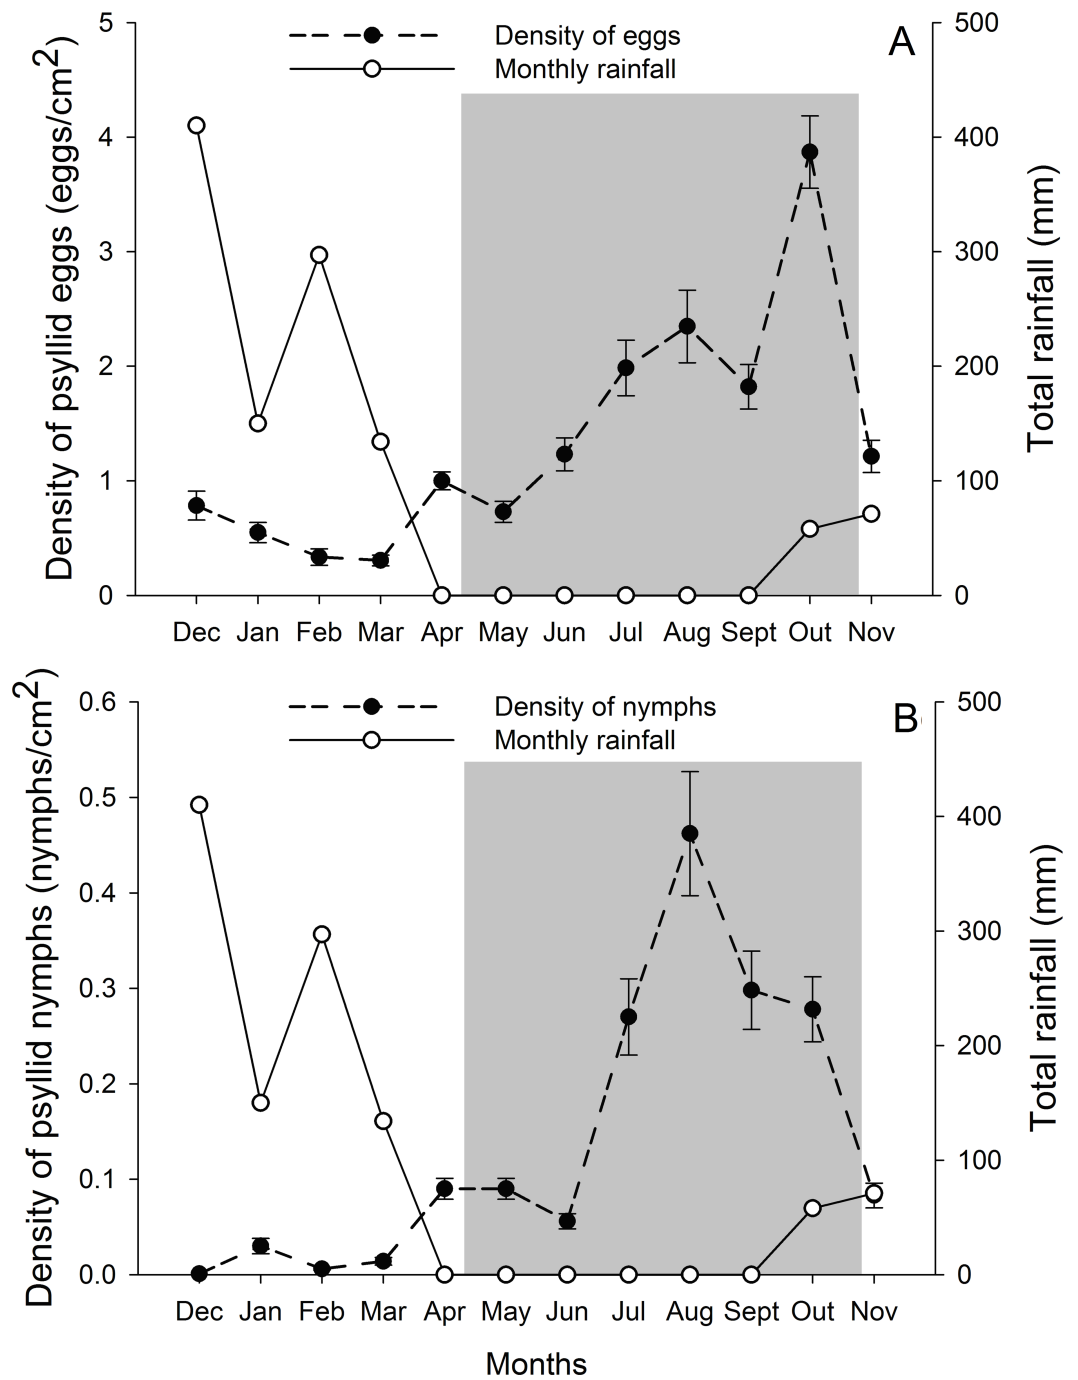 Density of eggs
Monthly rainfall
A
Density of psyllid eggs (eggs/cm2)
5
4
3
2
1
0
500
400
300
200
100
0
Total rainfall (mm)
Dec Jan Feb Mar Apr May Jun Jul Aug Sept Out Nov
Density of nymphs
Monthly rainfall
B
Density of psyllid nymphs (nymphs/cm2)
0.6
0.5
0.4
0.3
0.2
0.1
0.0
500
400
300
200
100
0
Total rainfall (mm)
Dec Jan Feb Mar Apr May Jun Jul Aug Sept Out Nov
Months